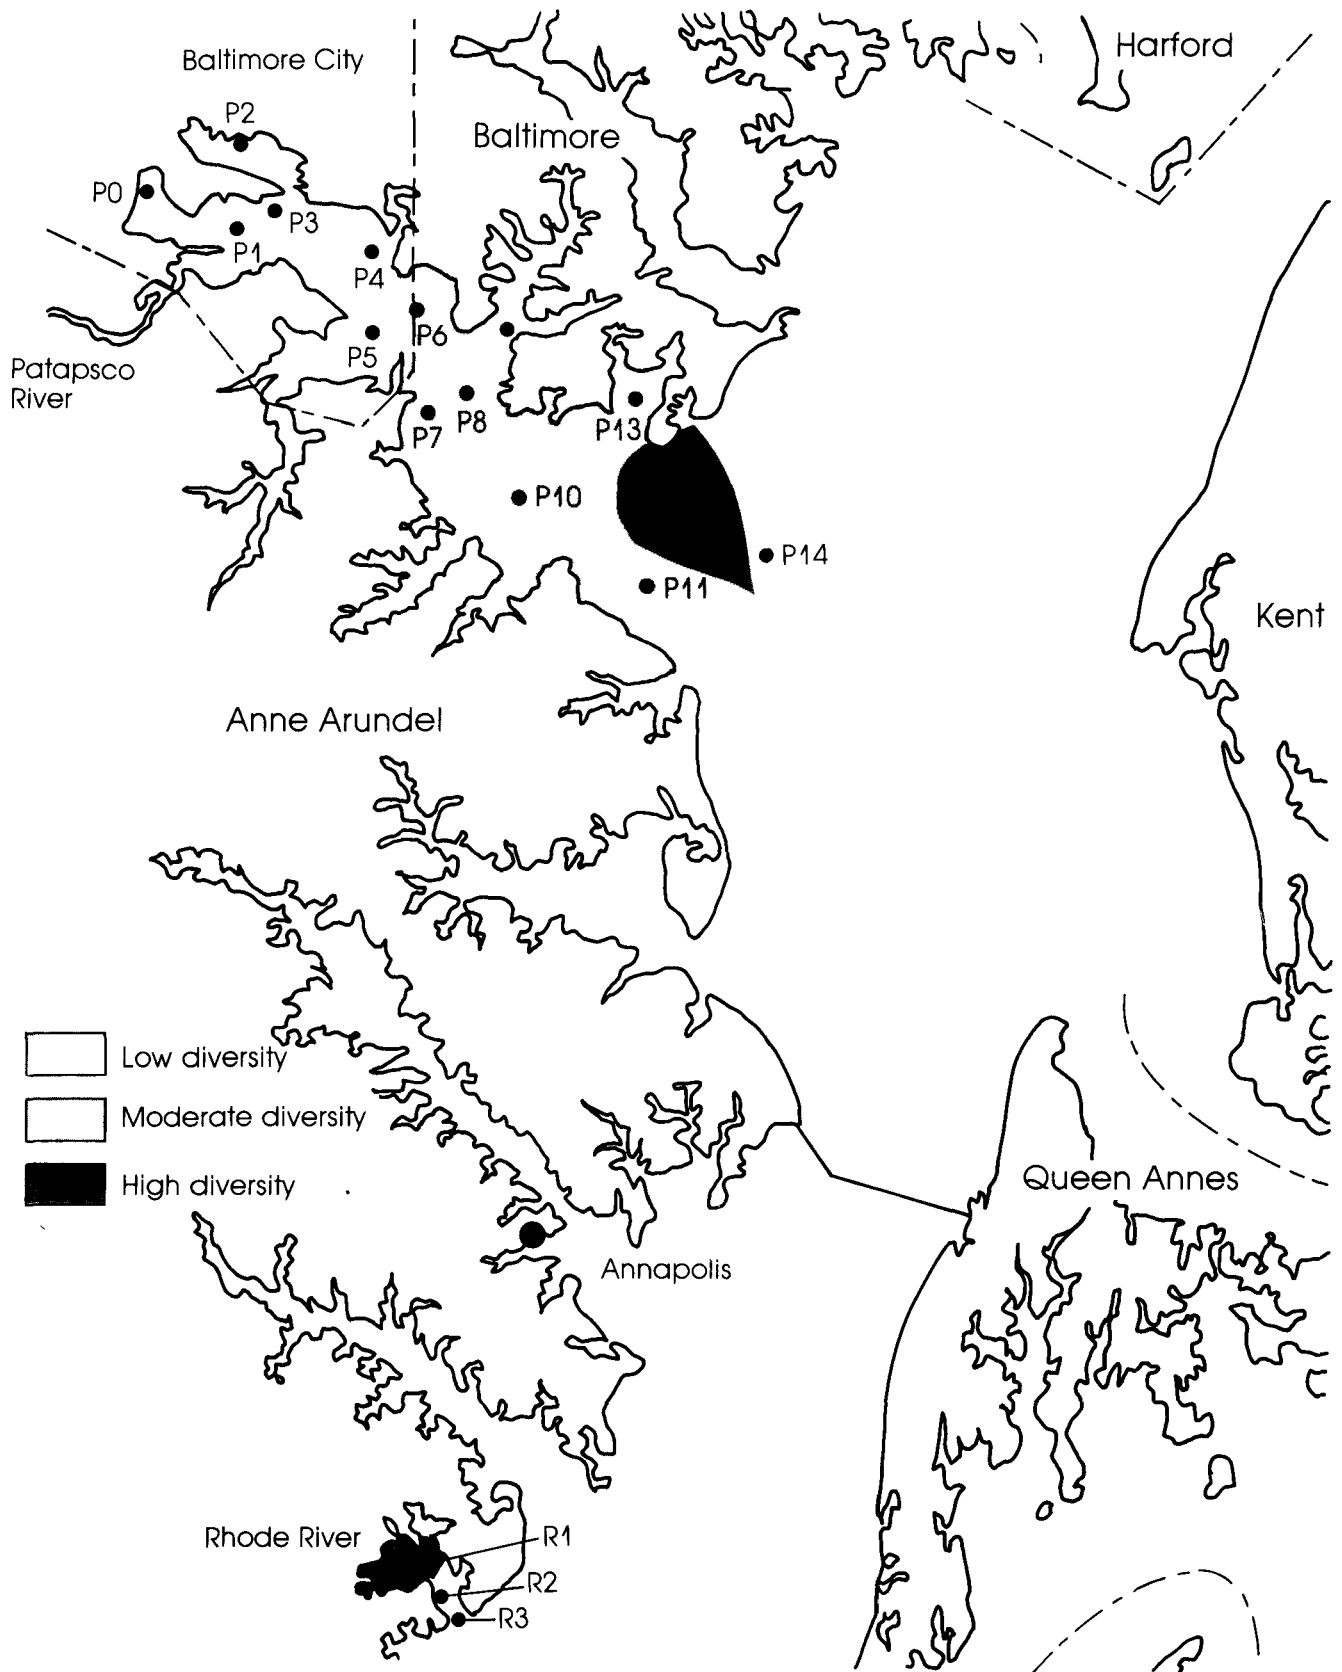 Harford
Baltimore City
P2
Baltimore
P0
P3
P1
P4
P6
P5
Patapsco
River
P8
P7
P13
P10
P14
P11
Kent
Anne Arundel
Low diversity
Moderate diversity
High diversity
Queen Annes
Annapolis
Rhode River
R1
R2
R3